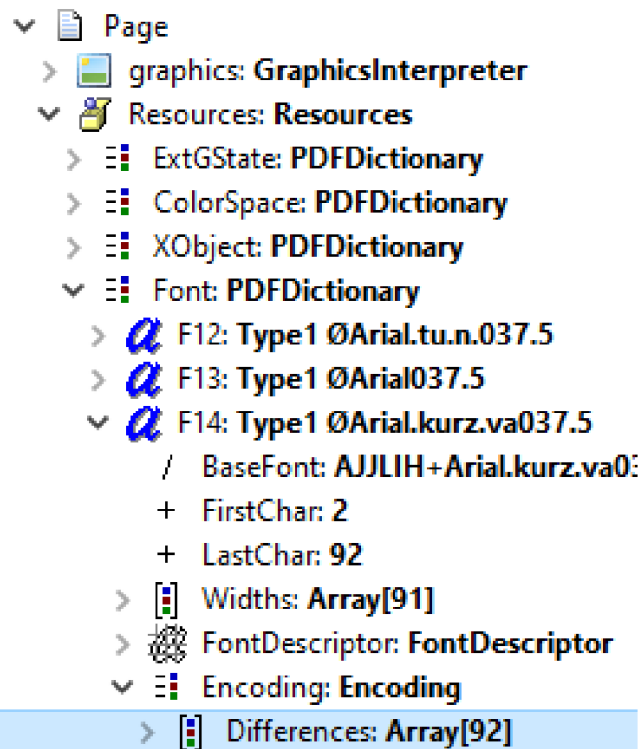 Page
graphics: GraphicsInterpreter
Resources: Resources
ExtGState: PDFDictionary
ColorSpace: PDFDictionary
XObject: PDFDictionary
Font: PDFDictionary
F12: Type1 ØArial.tu.n.037.5
F13: Type1 ØArial037.5
F14: Type1 ØArial.kurz.va037.5
/ BaseFont: AJJLIH+Arial.kurz.va03
+ FirstChar: 2
+ LastChar: 92
Widths: Array[91]
FontDescriptor: FontDescriptor
Encoding: Encoding
Differences: Array[92]